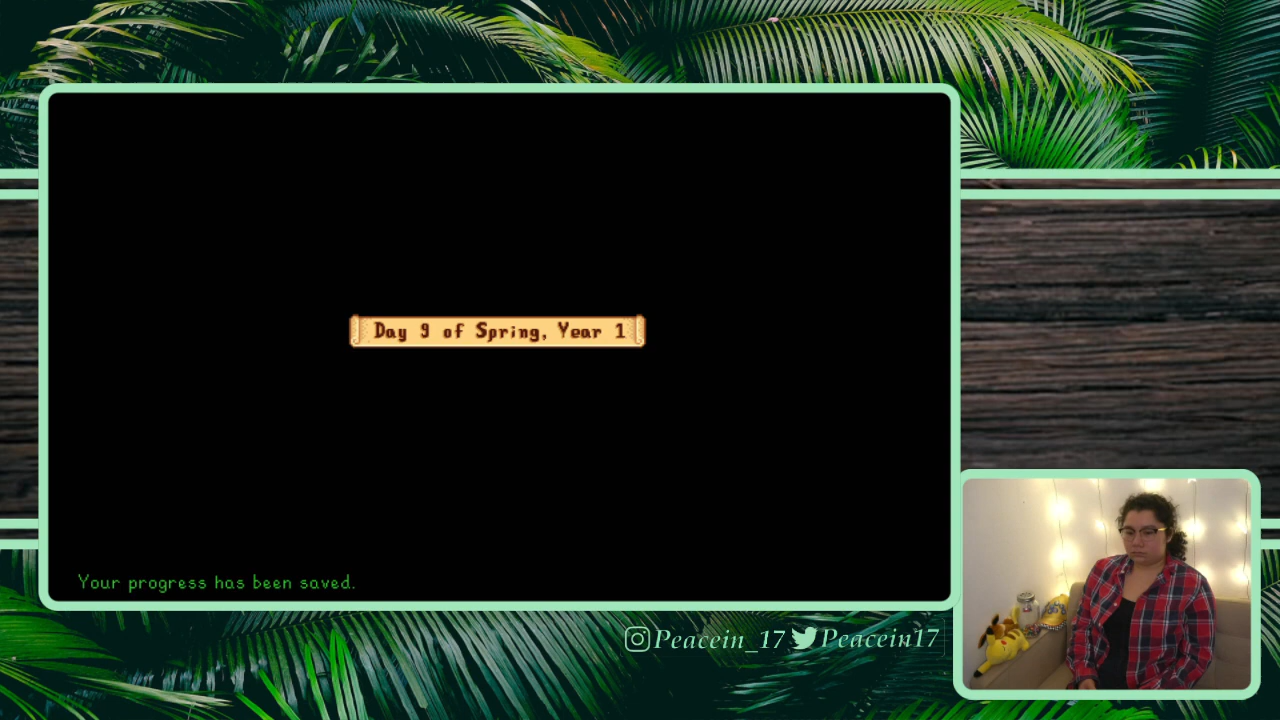 Day 9 of Spring, Year 1
Your progress has been saved.
Peacein_17 Peacein17